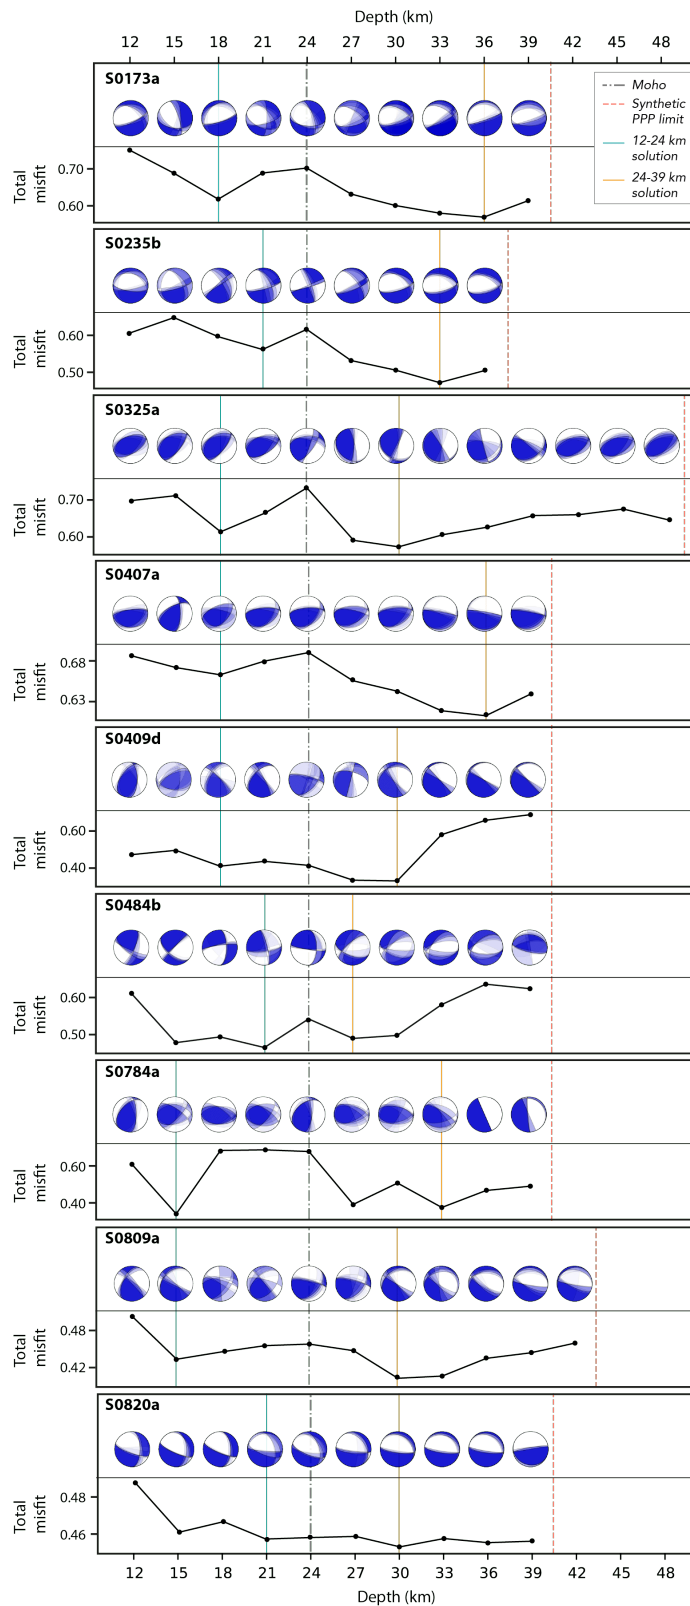 Depth (km)
12 15 18 21 24 27 30 33 36 39 42 45 48
S0173a
Moho
Synthetic
PPP limit
12-24 km
solution
24-39 km
solution
Total
misfit
0.70
0.60
S0235b
Total
misfit
0.60
0.50
S0325a
Total
misfit
0.70
0.60
S0407a
Total
misfit
0.68
0.63
S0409d
Total
misfit
0.60
0.40
S0484b
Total
misfit
0.60
0.50
S0784a
Total
misfit
0.60
0.40
S0809a
Total
misfit
0.48
0.42
S0820a
Total
misfit
0.48
0.46
12 15 18 21 24 27 30 33 36 39 42 45 48
Depth (km)